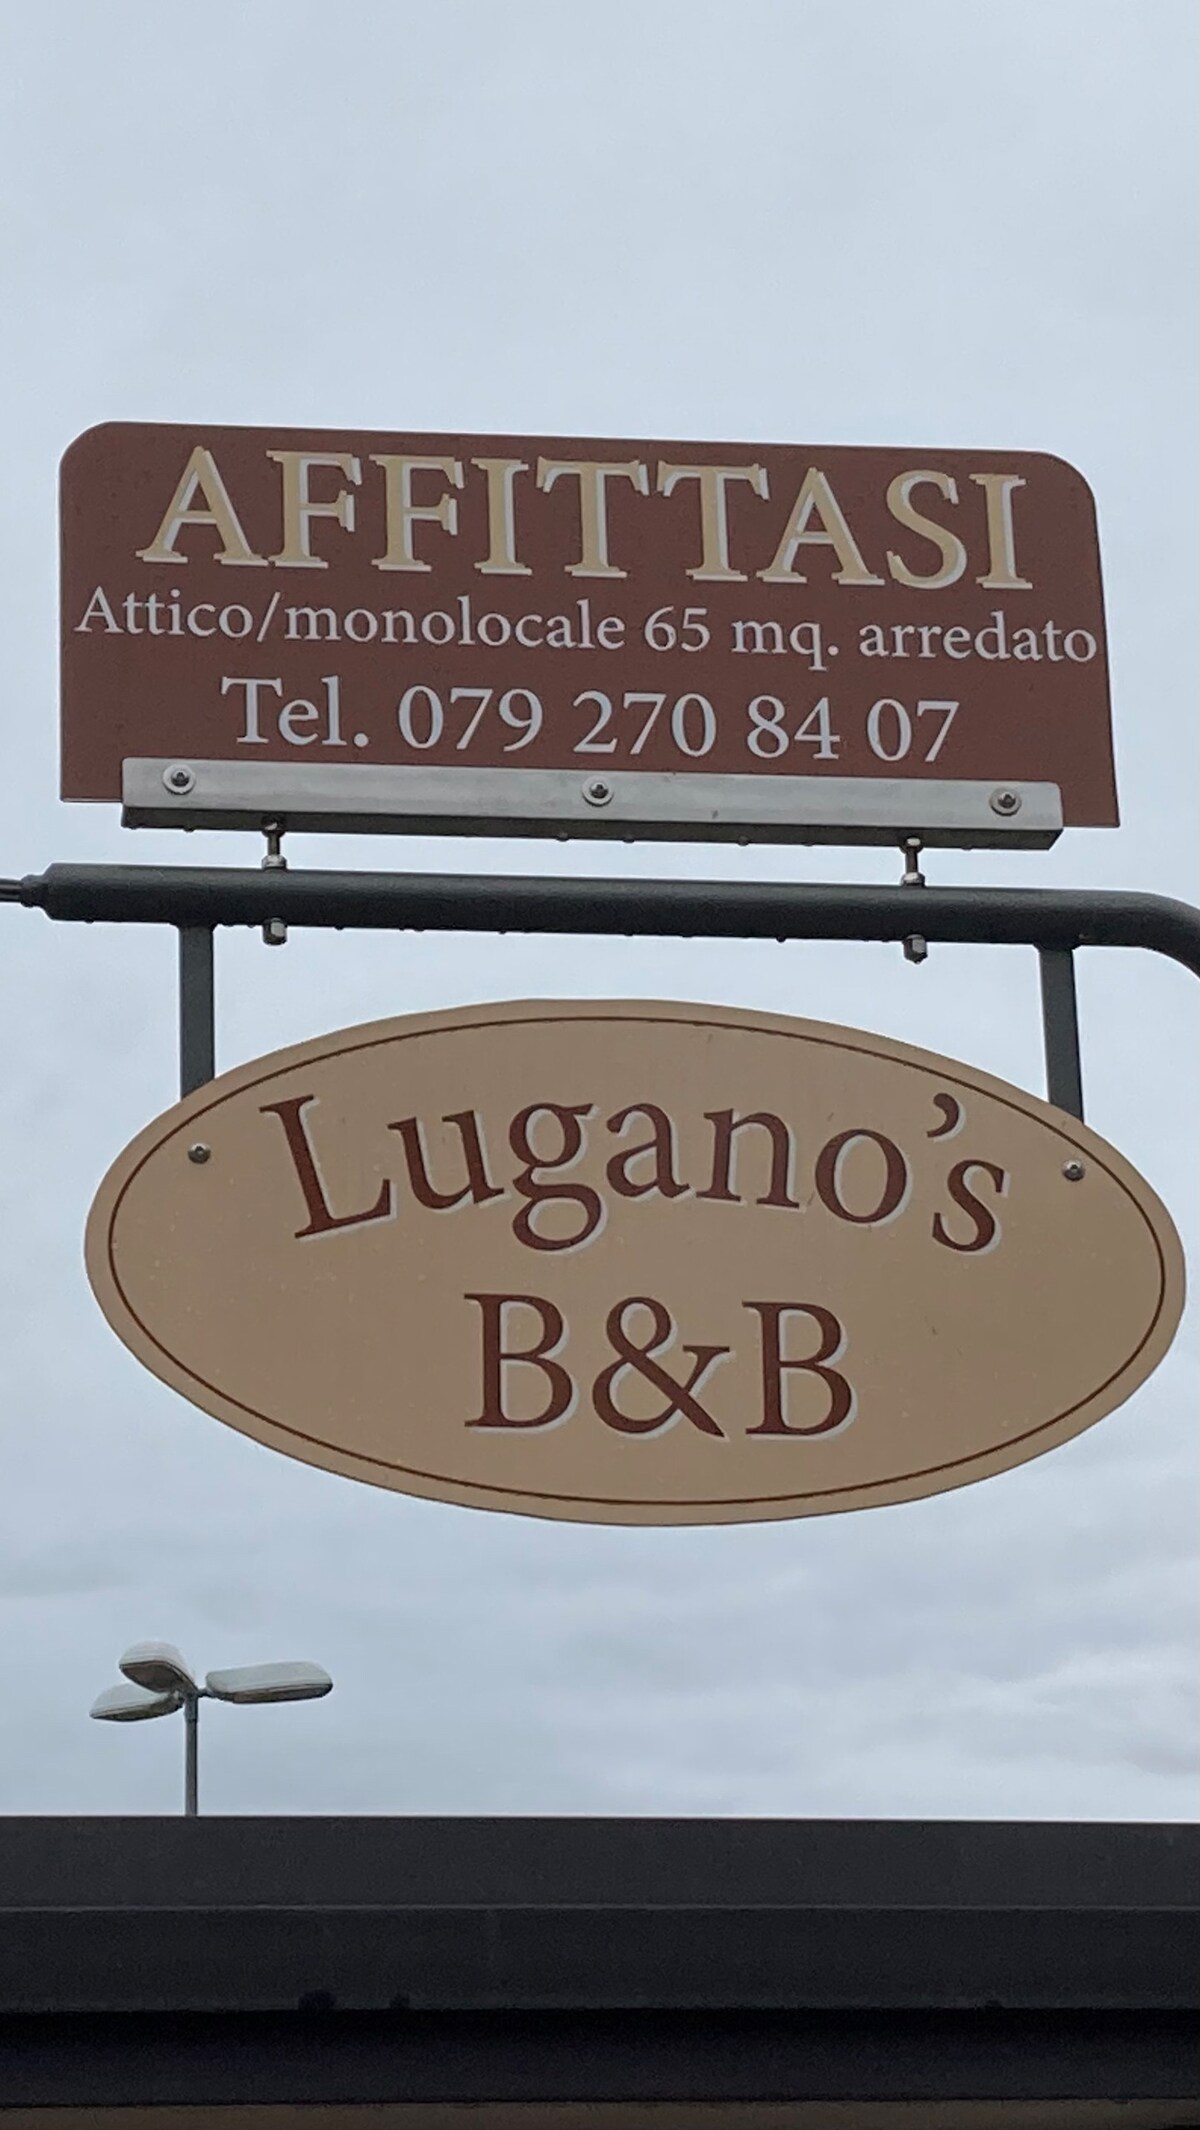 AFFITTASI
Attico/monolocale 65 mq. arredato
Tel. 079 270 84 07
Lugano's
B&B